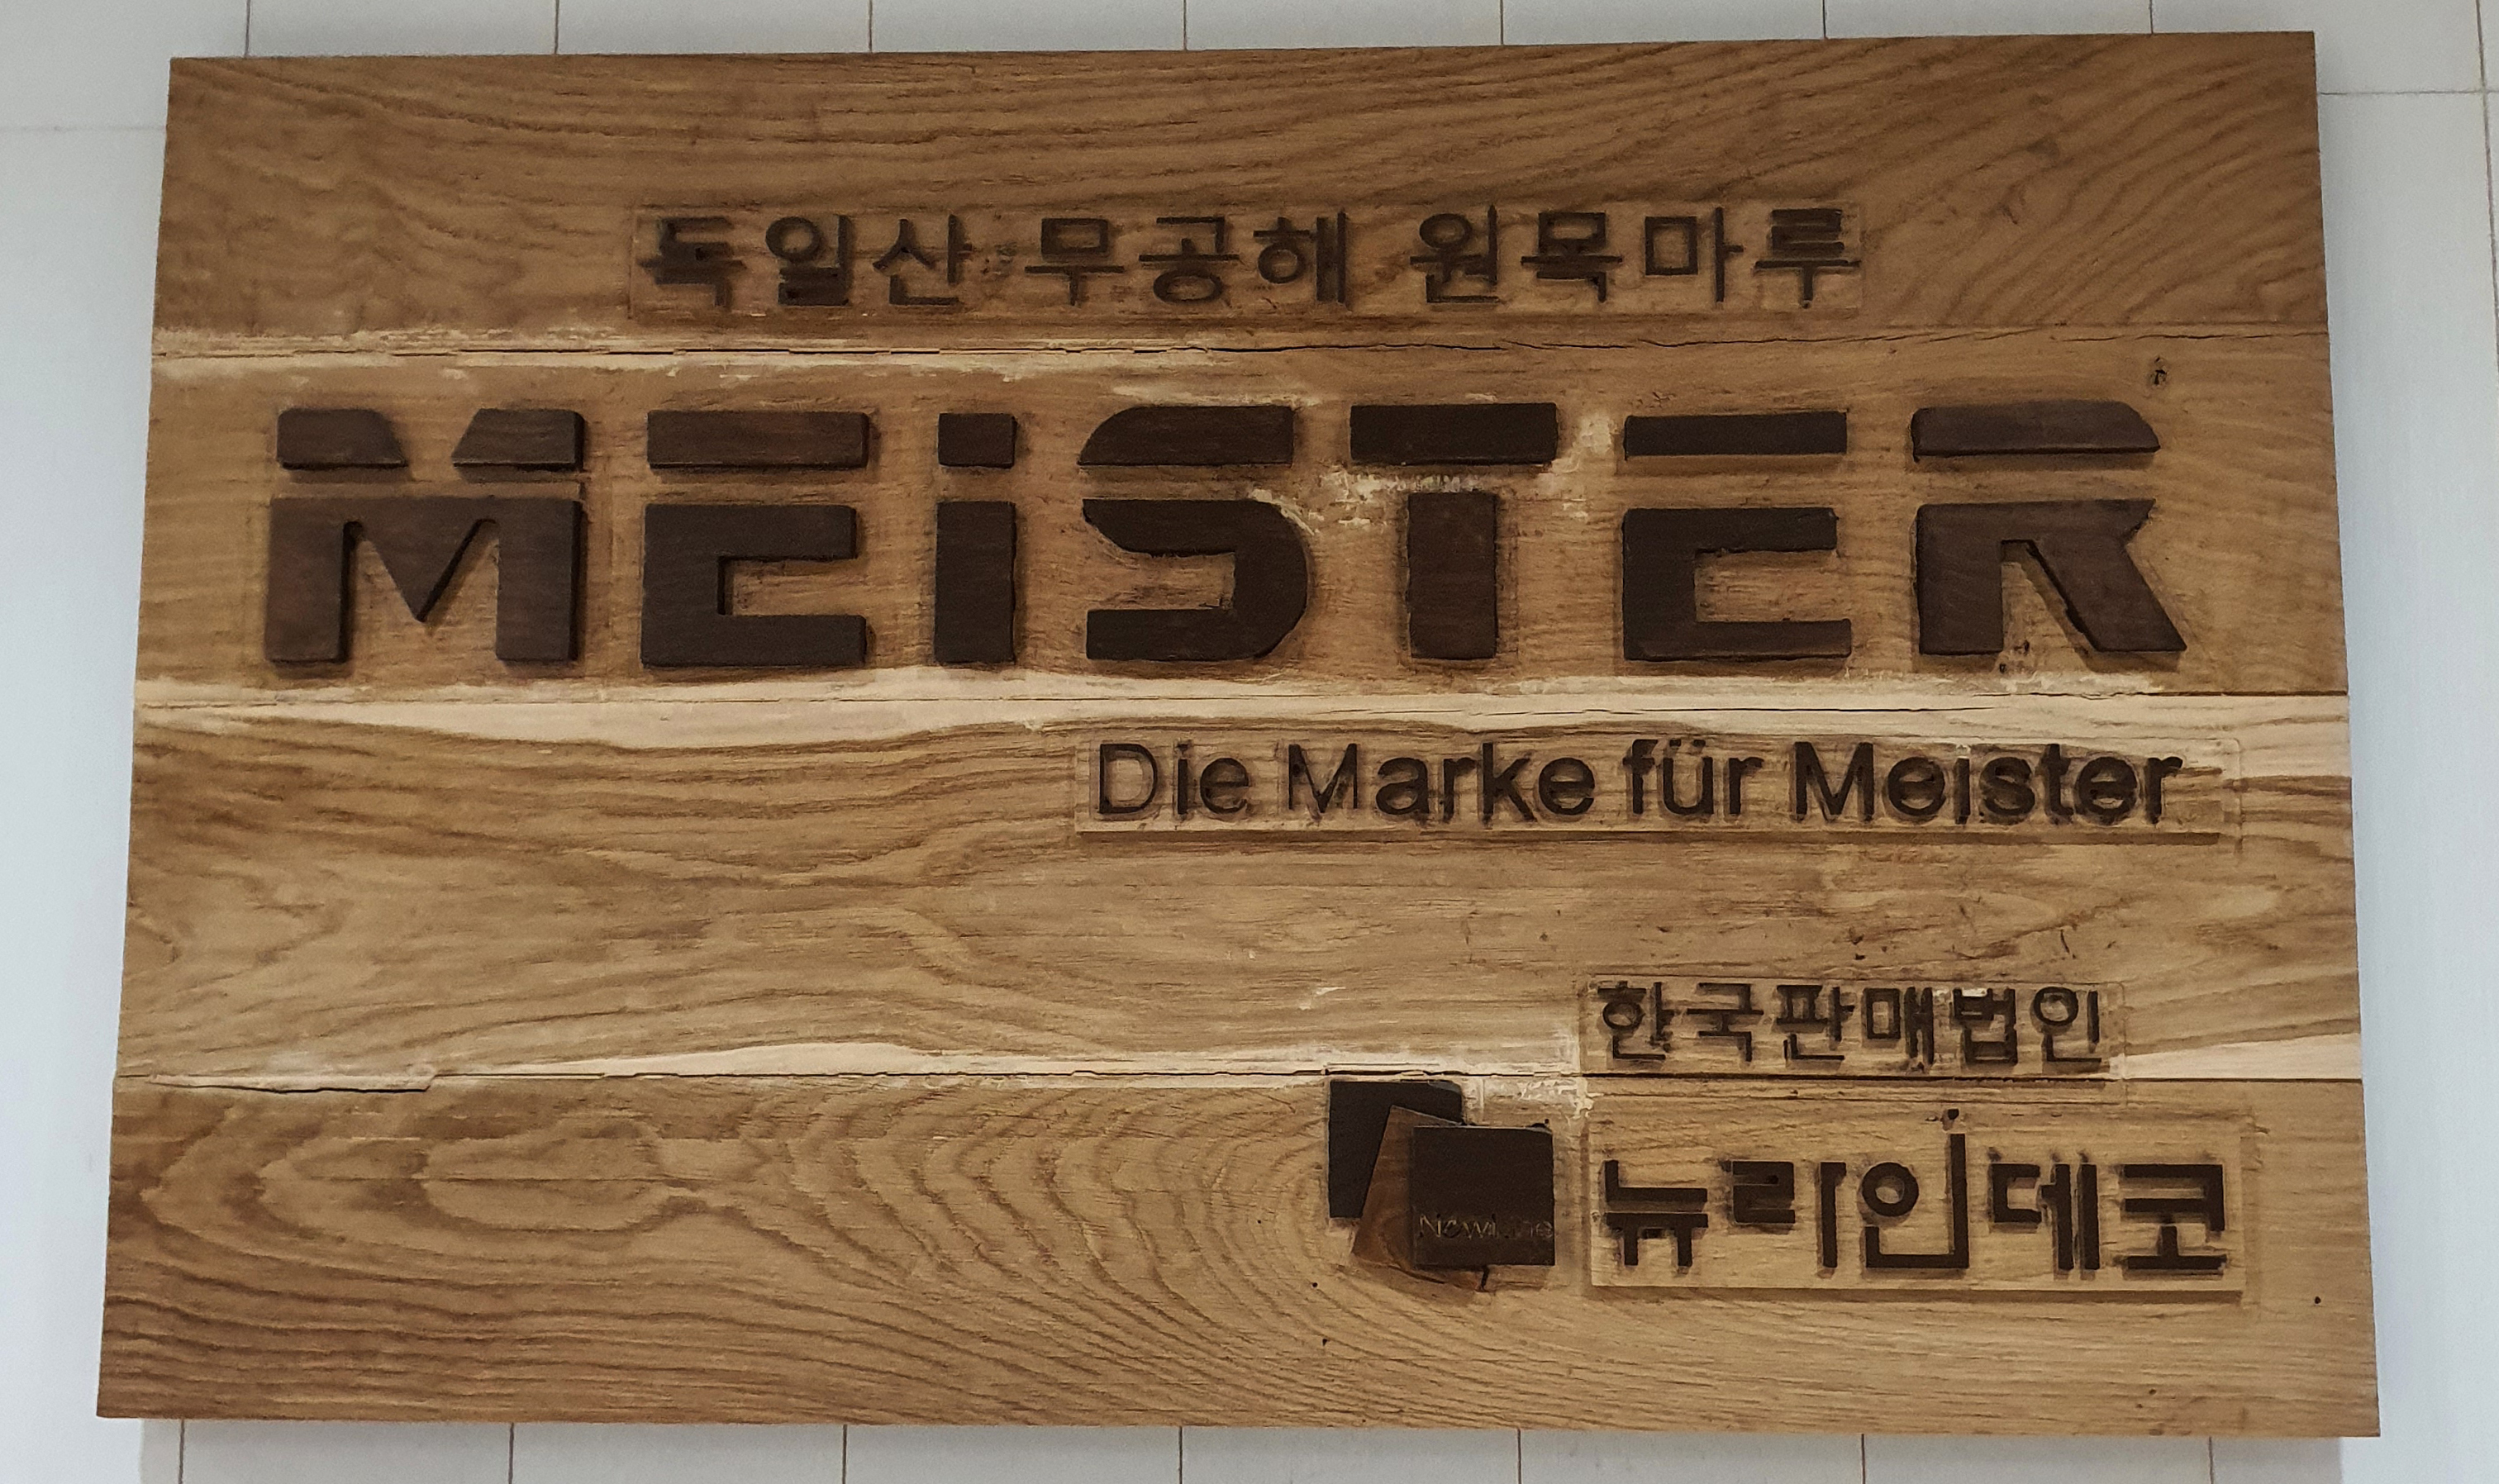 독일산 무공해 원목마루
MEiSTER
Die Marke für Meister
한국판매법인
NewLine
뉴라인데코